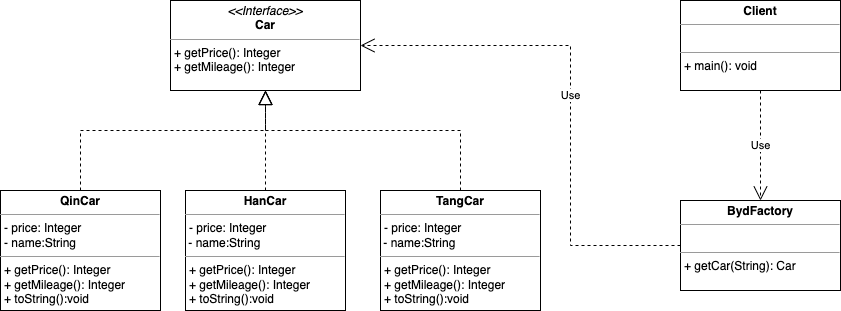 <<Interface>>
Car
+ getPrice(): Integer
+ getMileage(): Integer
Client
+ main(): void
Use
Use
QinCar
- price: Integer
- name:String
+ getPrice(): Integer
+ getMileage(): Integer
+ toString():void
HanCar
- price: Integer
- name:String
+ getPrice(): Integer
+ getMileage(): Integer
+ toString():void
TangCar
- price: Integer
- name:String
+ getPrice(): Integer
+ getMileage(): Integer
+ toString():void
BydFactory
+ getCar(String): Car